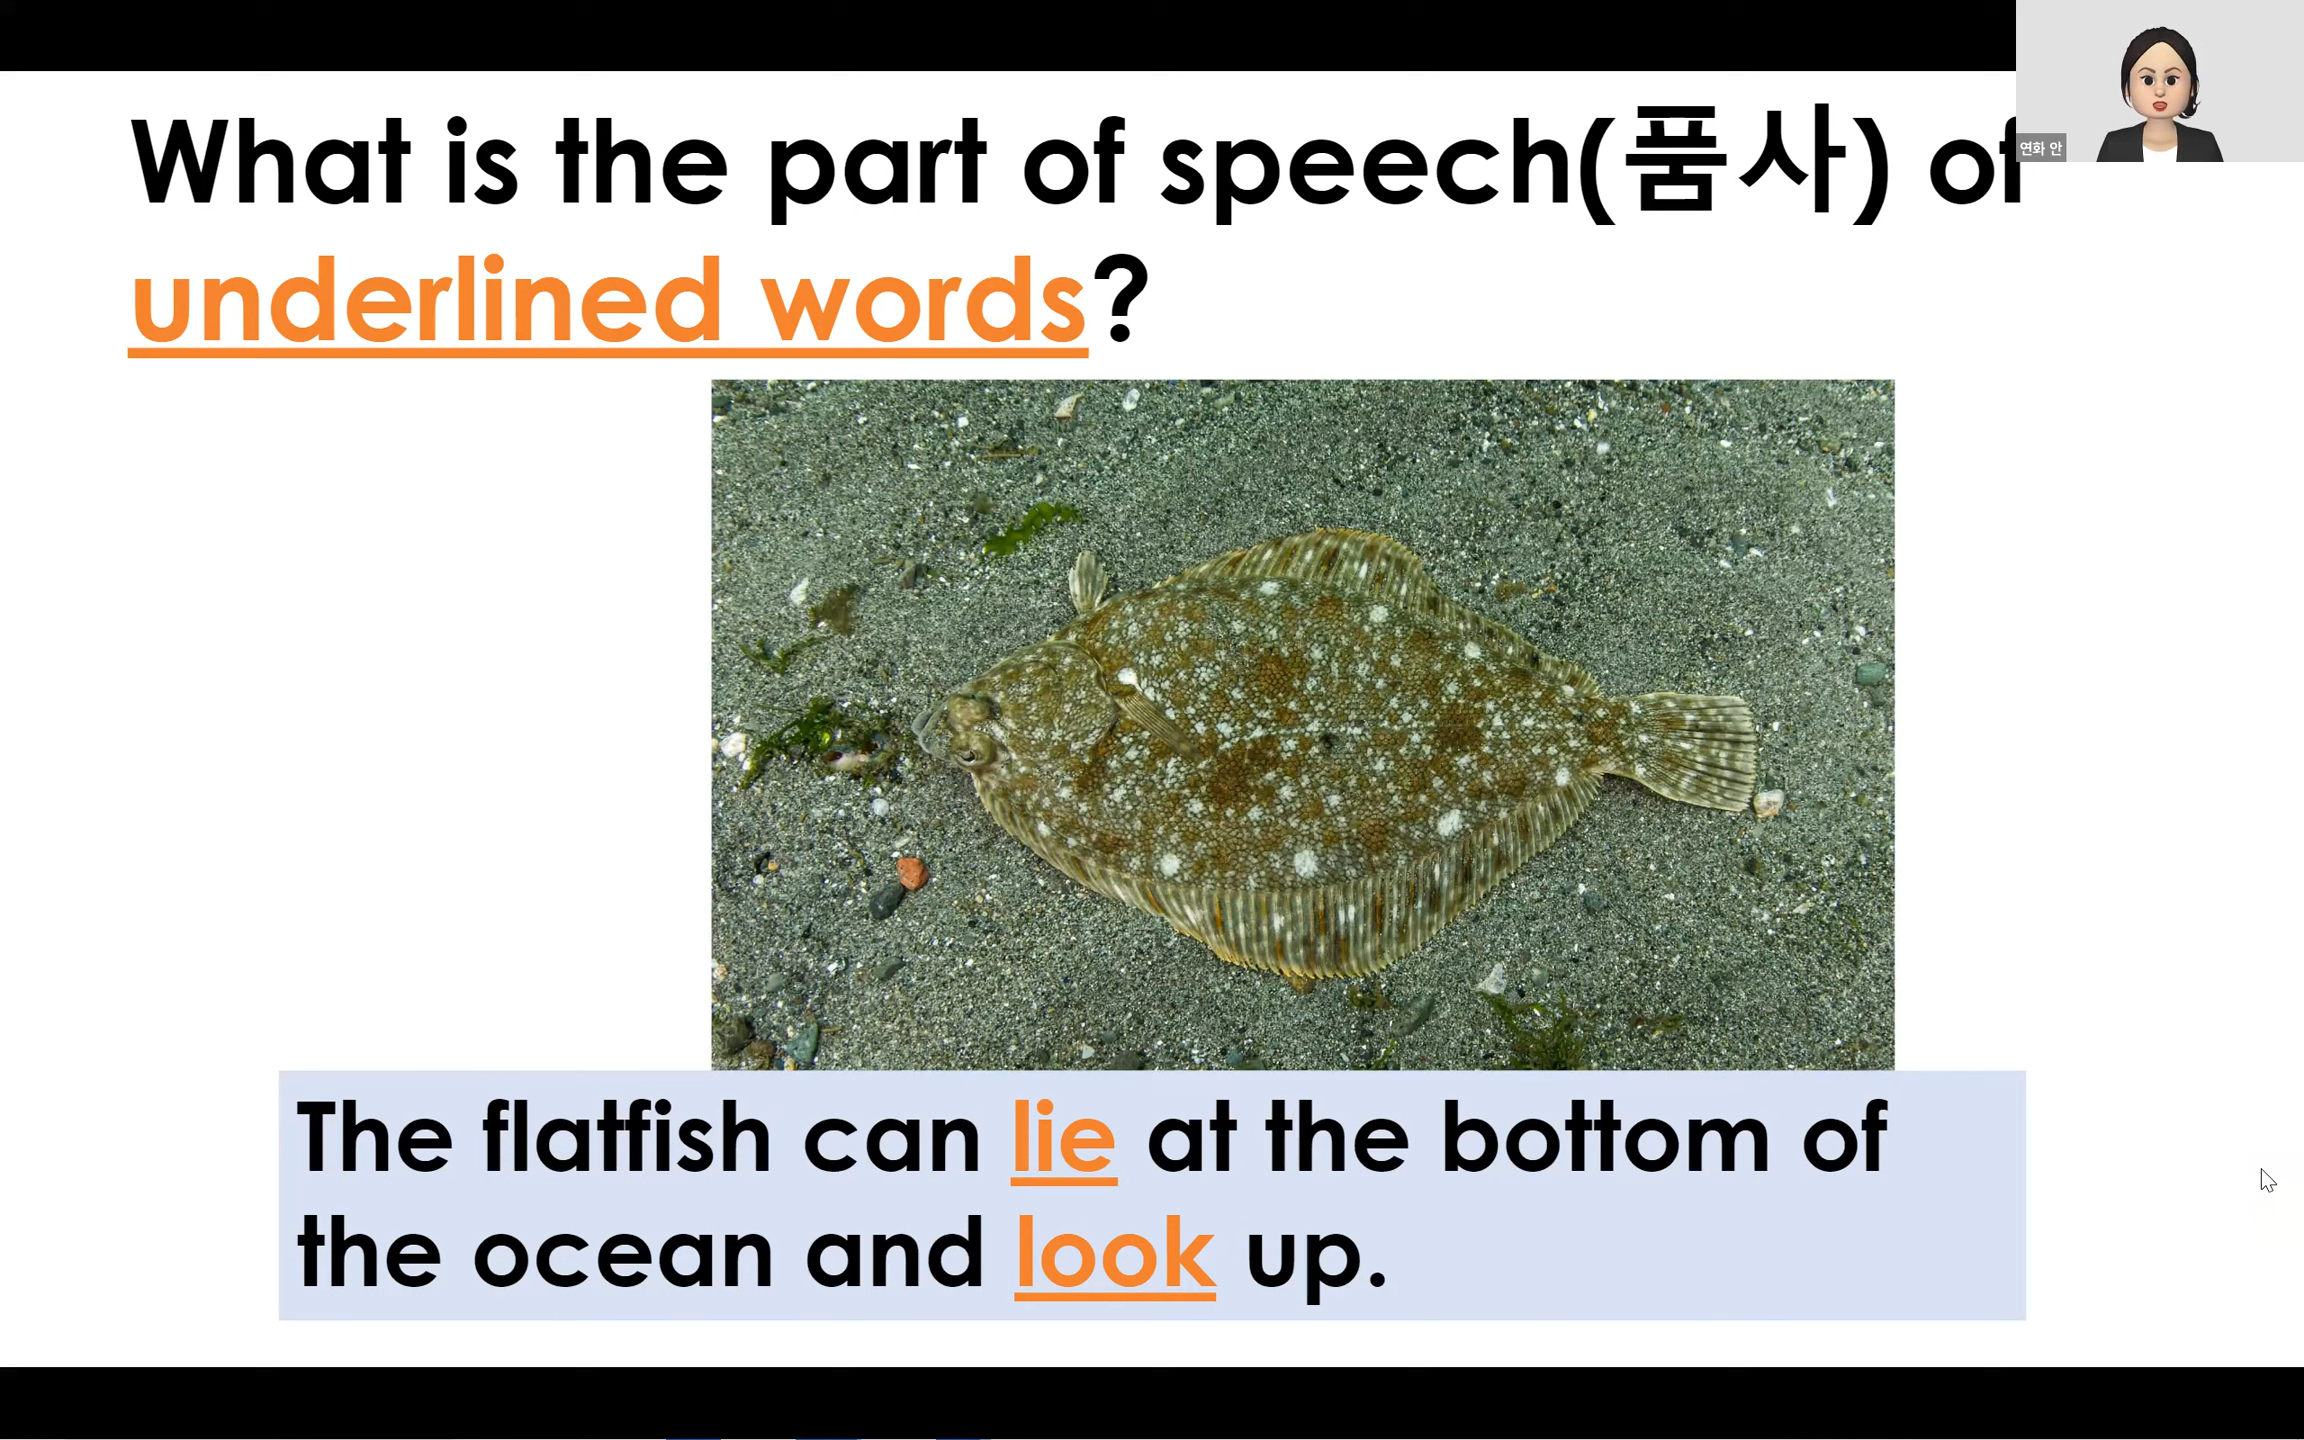 What is the part of speech(품사) of
연화 안
underlined words?
The flatfish can lie at the bottom of
the ocean and look up.